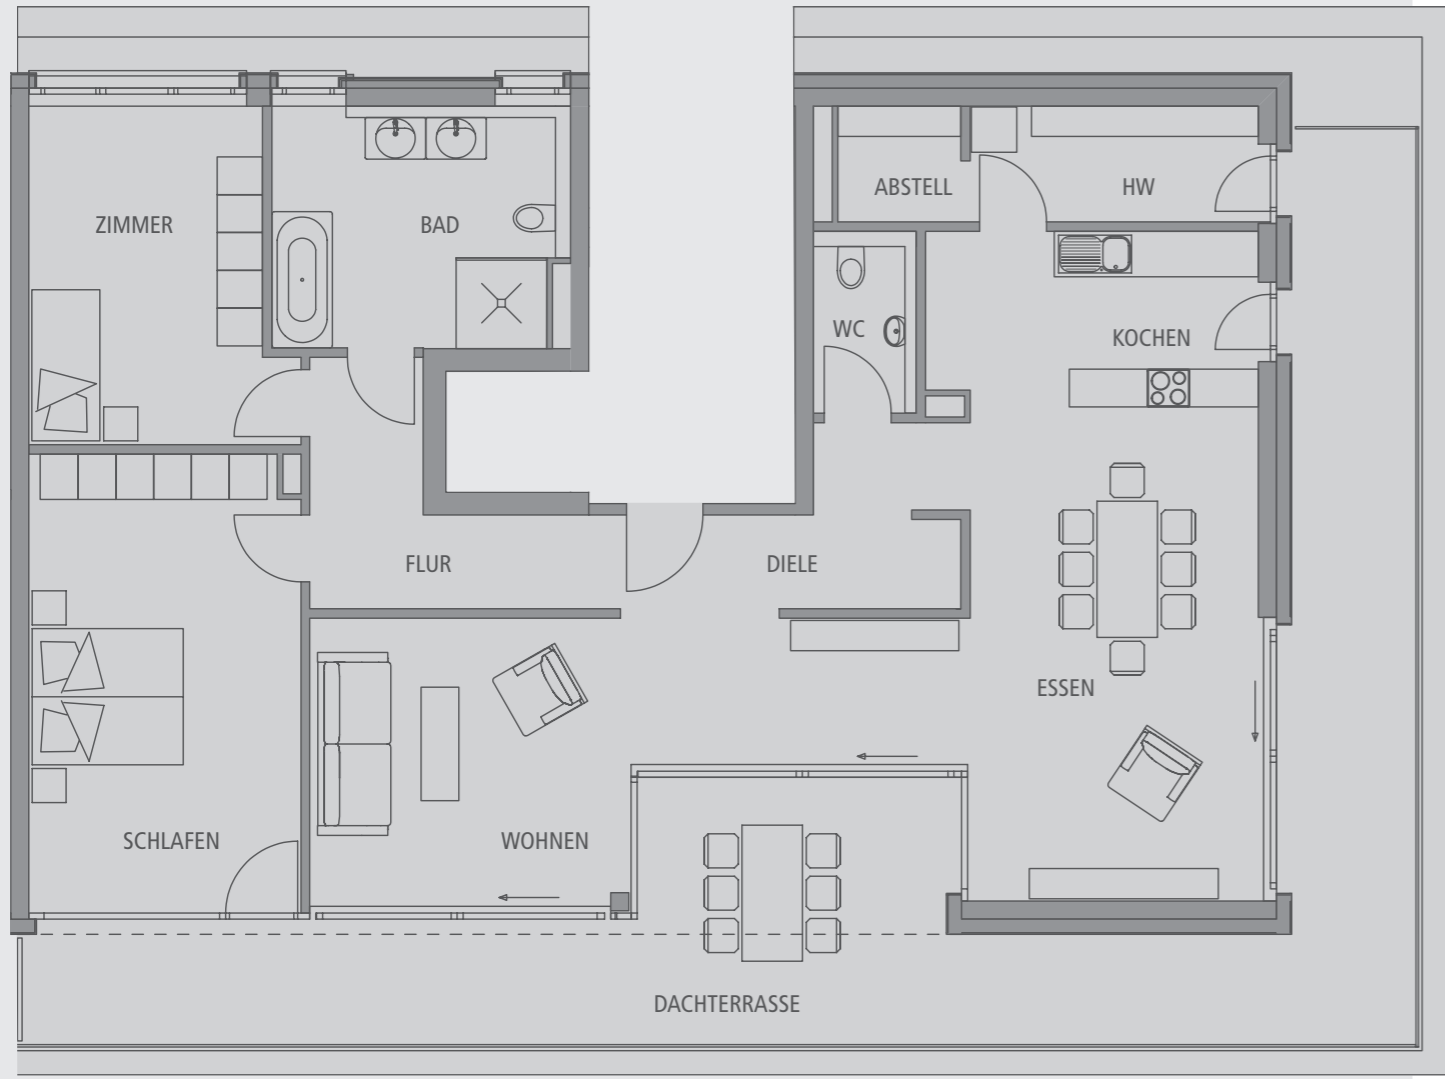 ABSTELL
HW
ZIMMER
BAD
WC
KOCHEN
FLUR
DIELE
ESSEN
SCHLAFEN
WOHNEN
DACHTERRASSE